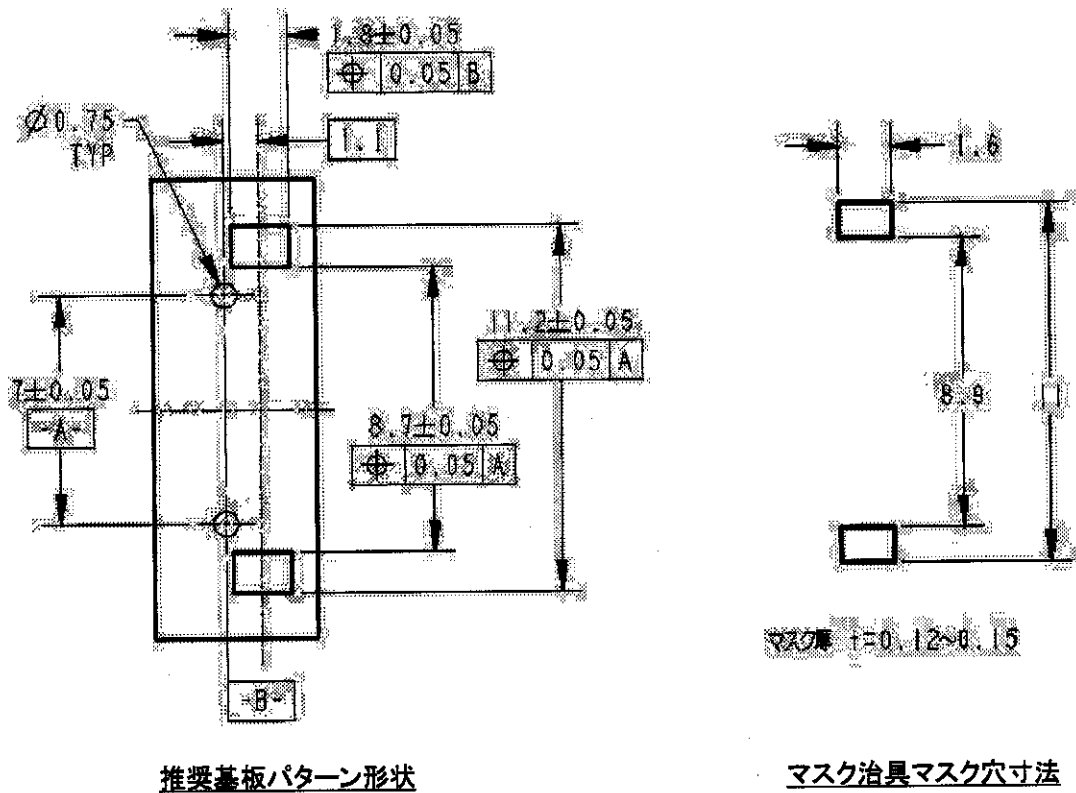 1.8±0.05
⌖ 0.05 B
Ø0.75
TYP
1.1
11.2±0.05
⌖ 0.05 A
7±0.05
-A-
8.7±0.05
⌖ 0.05 A
-B-
推奨基板パターン形状
1.6
8.9
11
マスク厚 t=0.12~0.15
マスク治具マスク穴寸法